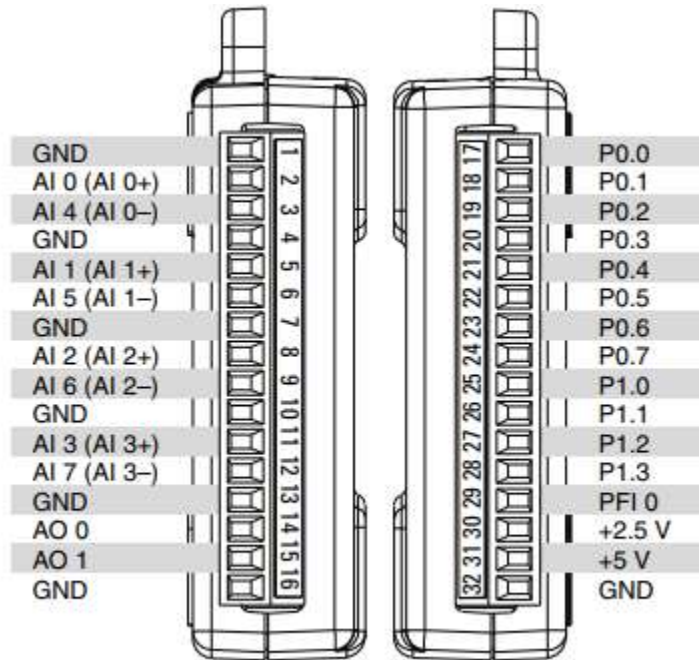 GND 1
AI 0 (AI 0+) 2
AI 4 (AI 0–) 3
GND 4
AI 1 (AI 1+) 5
AI 5 (AI 1–) 6
GND 7
AI 2 (AI 2+) 8
AI 6 (AI 2–) 9
GND 10
AI 3 (AI 3+) 11
AI 7 (AI 3–) 12
GND 13
AO 0 14
AO 1 15
GND 16
17 P0.0
18 P0.1
19 P0.2
20 P0.3
21 P0.4
22 P0.5
23 P0.6
24 P0.7
25 P1.0
26 P1.1
27 P1.2
28 P1.3
29 PFI 0
30 +2.5 V
31 +5 V
32 GND